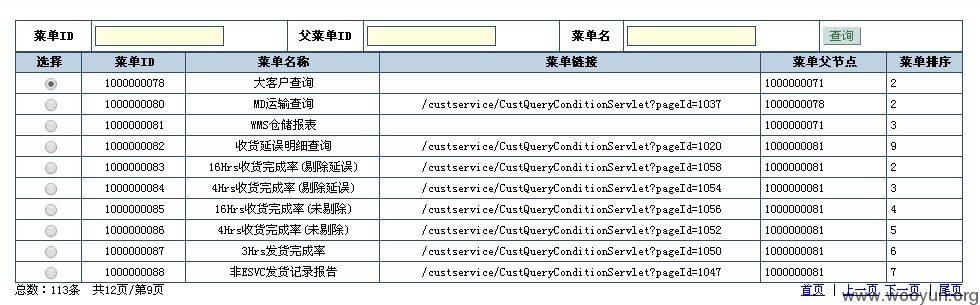 菜单ID 父菜单ID 菜单名 查询
选择 菜单ID 菜单名称 菜单链接 菜单父节点 菜单排序
1000000078 大客户查询 1000000071 2
1000000080 MD运输查询 /custservice/CustQueryConditionServlet?pageId=1037 1000000078 2
1000000081 WMS仓储报表 1000000071 3
1000000082 收货延误明细查询 /custservice/CustQueryConditionServlet?pageId=1020 1000000081 9
1000000083 16Hrs收货完成率(剔除延误) /custservice/CustQueryConditionServlet?pageId=1058 1000000081 2
1000000084 4Hrs收货完成率(剔除延误) /custservice/CustQueryConditionServlet?pageId=1054 1000000081 3
1000000085 16Hrs收货完成率(未剔除) /custservice/CustQueryConditionServlet?pageId=1056 1000000081 4
1000000086 4Hrs收货完成率(未剔除) /custservice/CustQueryConditionServlet?pageId=1052 1000000081 5
1000000087 3Hrs发货完成率 /custservice/CustQueryConditionServlet?pageId=1050 1000000081 6
1000000088 非ESVC发货记录报告 /custservice/CustQueryConditionServlet?pageId=1047 1000000081 7
总数：113条 共12页/第9页 首页 | 上一页 下一页 | 尾页
www.wooyun.org